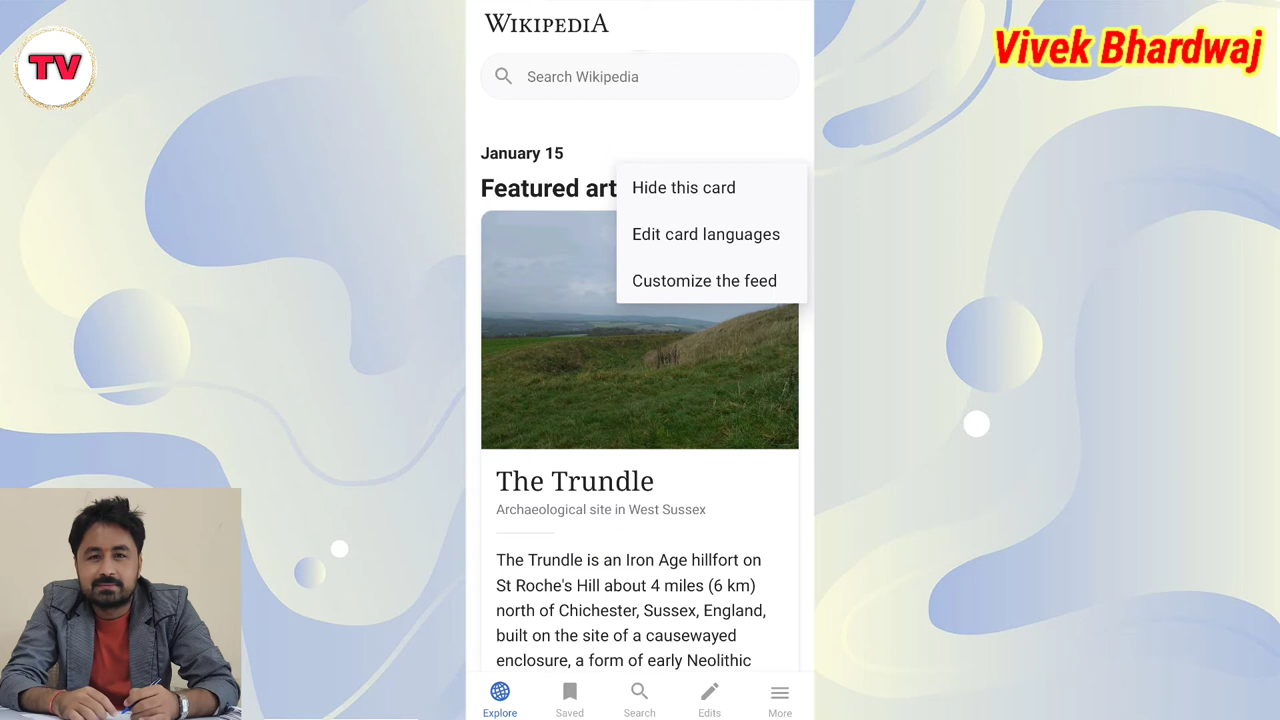 TV
Vivek Bhardwaj
WIKIPEDIA
Search Wikipedia
January 15
Featured art
Hide this card
Edit card languages
Customize the feed
The Trundle
Archaeological site in West Sussex
The Trundle is an Iron Age hillfort on
St Roche's Hill about 4 miles (6 km)
north of Chichester, Sussex, England,
built on the site of a causewayed
enclosure, a form of early Neolithic
Explore
Saved
Search
Edits
More